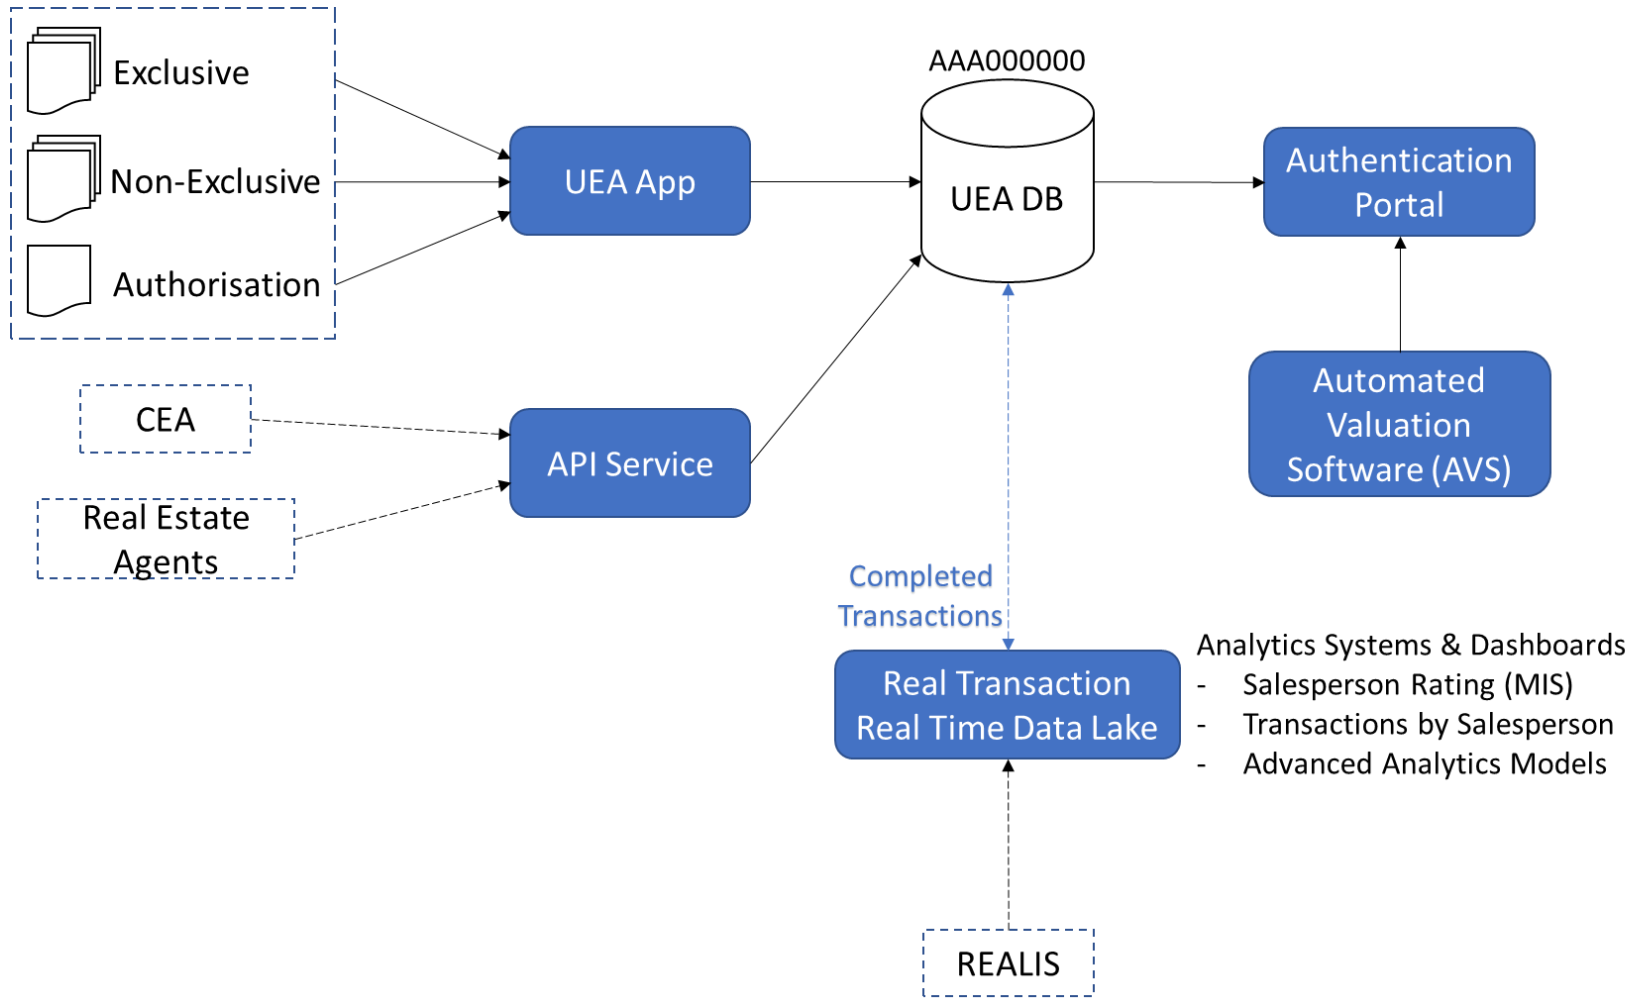 Exclusive
Non-Exclusive
Authorisation
UEA App
AAA000000
UEA DB
Authentication
Portal
CEA
Real Estate
Agents
API Service
Automated
Valuation
Software (AVS)
Completed
Transactions
Real Transaction
Real Time Data Lake
Analytics Systems & Dashboards
- Salesperson Rating (MIS)
- Transactions by Salesperson
- Advanced Analytics Models
REALIS